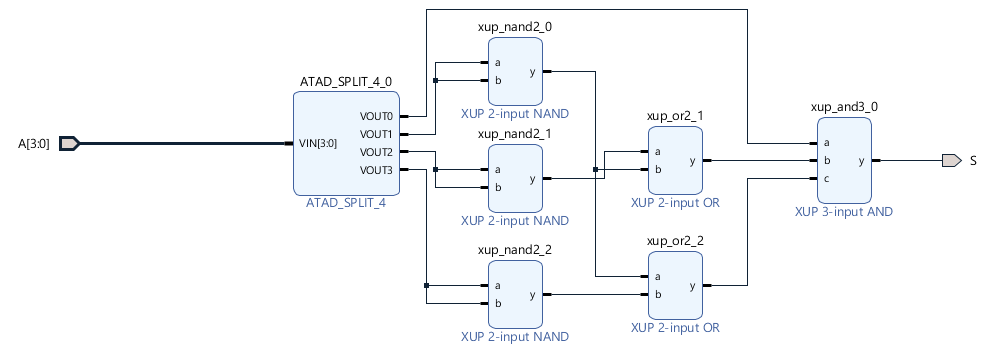 A[3:0]
ATAD_SPLIT_4_0
VIN[3:0]
VOUT0
VOUT1
VOUT2
VOUT3
ATAD_SPLIT_4
xup_nand2_0
a
b
y
XUP 2-input NAND
xup_nand2_1
a
b
y
XUP 2-input NAND
xup_nand2_2
a
b
y
XUP 2-input NAND
xup_or2_1
a
b
y
XUP 2-input OR
xup_or2_2
a
b
y
XUP 2-input OR
xup_and3_0
a
b
c
y
XUP 3-input AND
S